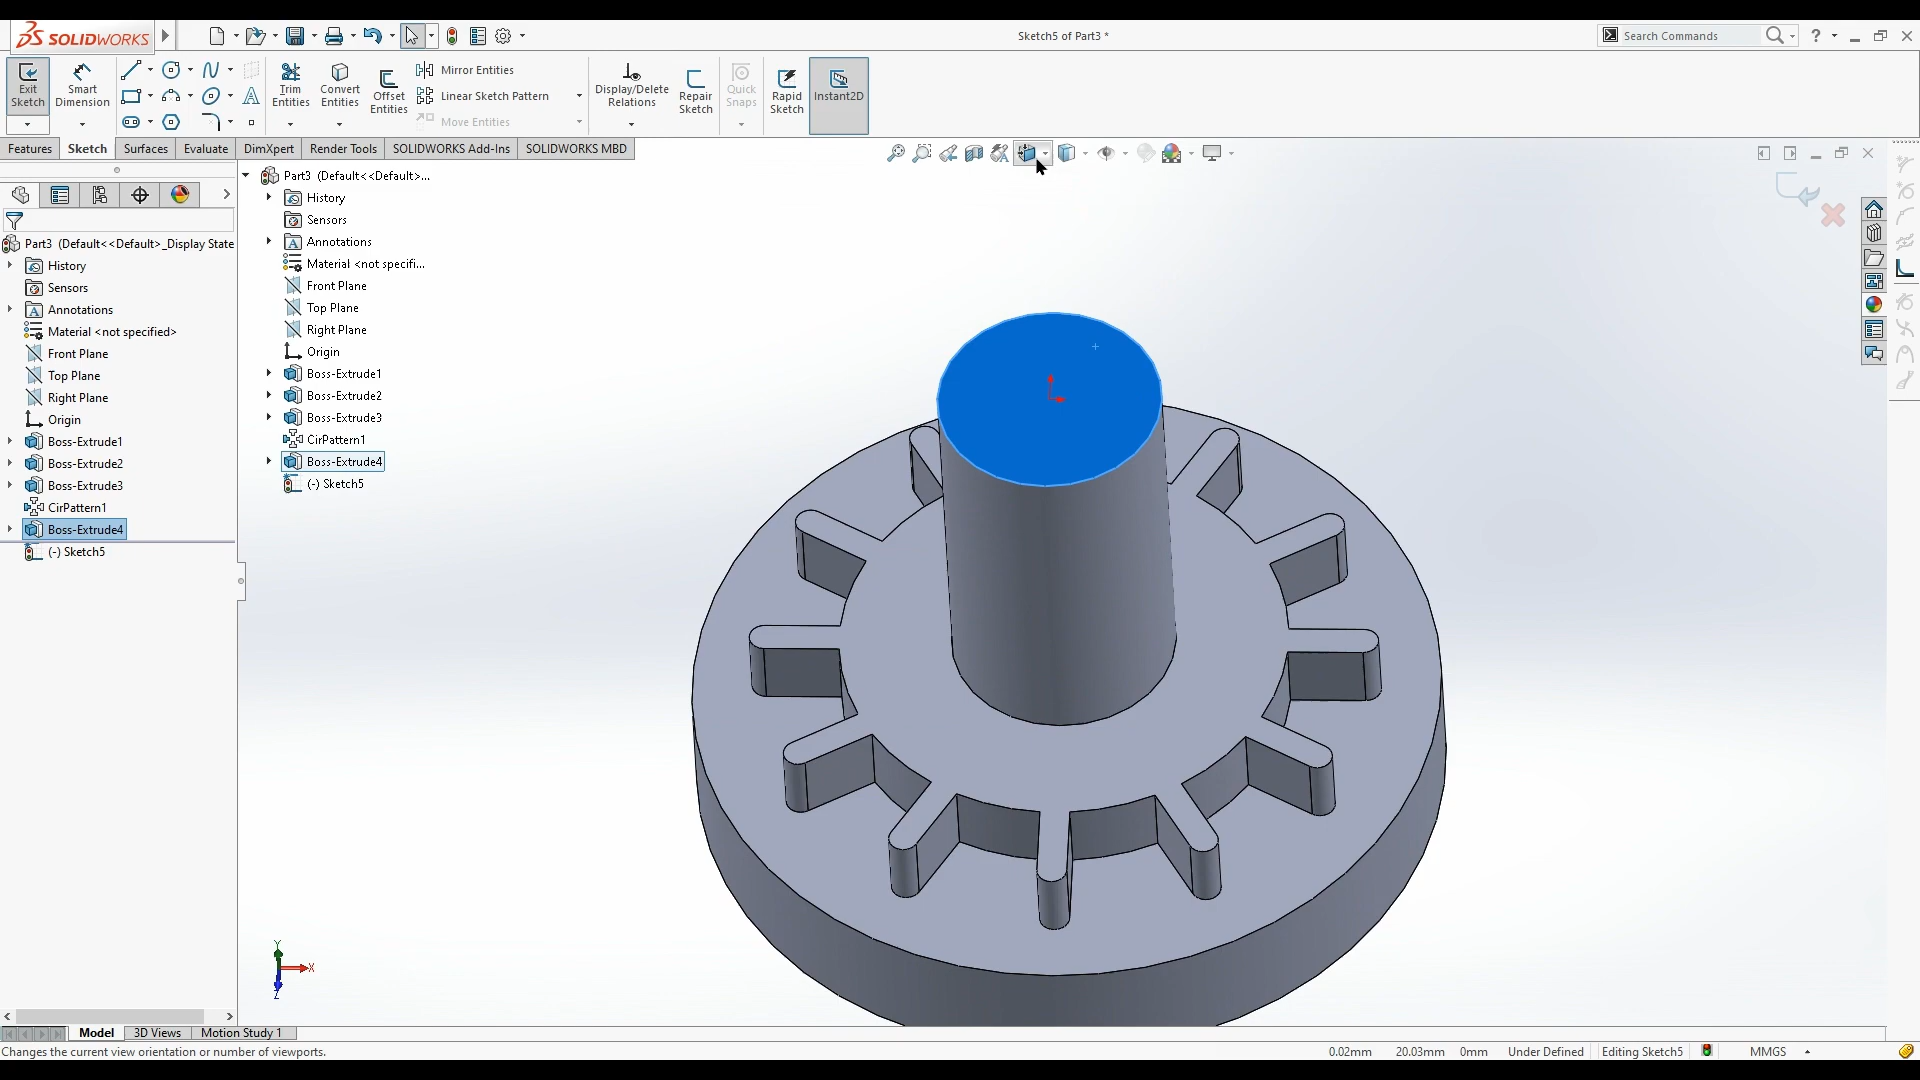 SOLIDWORKS
Sketch5 of Part3 *
Search Commands
?
Exit Sketch
Smart Dimension
Trim Entities
Convert Entities
Offset Entities
Mirror Entities
Linear Sketch Pattern
Move Entities
Display/Delete Relations
Repair Sketch
Quick Snaps
Rapid Sketch
Instant2D
Features
Sketch
Surfaces
Evaluate
DimXpert
Render Tools
SOLIDWORKS Add-Ins
SOLIDWORKS MBD
Part3 (Default<<Default>_Display State
History
Sensors
Annotations
Material <not specified>
Front Plane
Top Plane
Right Plane
Origin
Boss-Extrude1
Boss-Extrude2
Boss-Extrude3
CirPattern1
Boss-Extrude4
(-) Sketch5
Part3 (Default<<Default>...
History
Sensors
Annotations
Material <not specifi...
Front Plane
Top Plane
Right Plane
Origin
Boss-Extrude1
Boss-Extrude2
Boss-Extrude3
CirPattern1
Boss-Extrude4
(-) Sketch5
Y
X
Z
Model
3D Views
Motion Study 1
Changes the current view orientation or number of viewports.
0.02mm
20.03mm
0mm
Under Defined
Editing Sketch5
MMGS